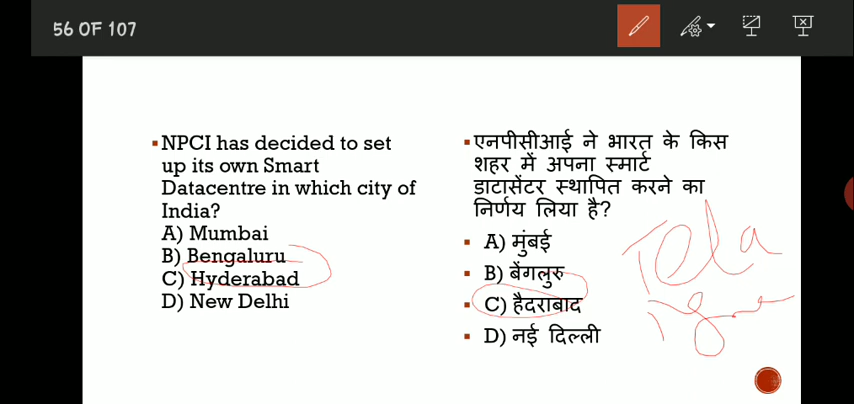 56 OF 107
▪ NPCI has decided to set
up its own Smart
Datacentre in which city of
India?
A) Mumbai
B) Bengaluru
C) Hyderabad
D) New Delhi
▪ एनपीसीआई ने भारत के किस
शहर में अपना स्मार्ट
डाटासेंटर स्थापित करने का
निर्णय लिया है?
▪ A) मुंबई
▪ B) बेंगलुरु
▪ C) हैदराबाद
▪ D) नई दिल्ली
Tela